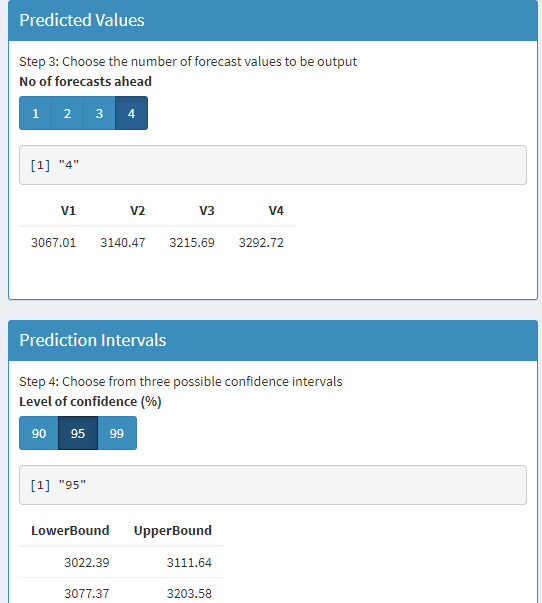 Predicted Values
Step 3: Choose the number of forecast values to be output
No of forecasts ahead
1 2 3 4
[1] "4"
V1 V2 V3 V4
3067.01 3140.47 3215.69 3292.72
Prediction Intervals
Step 4: Choose from three possible confidence intervals
Level of confidence (%)
90 95 99
[1] "95"
LowerBound UpperBound
3022.39 3111.64
3077.37 3203.58